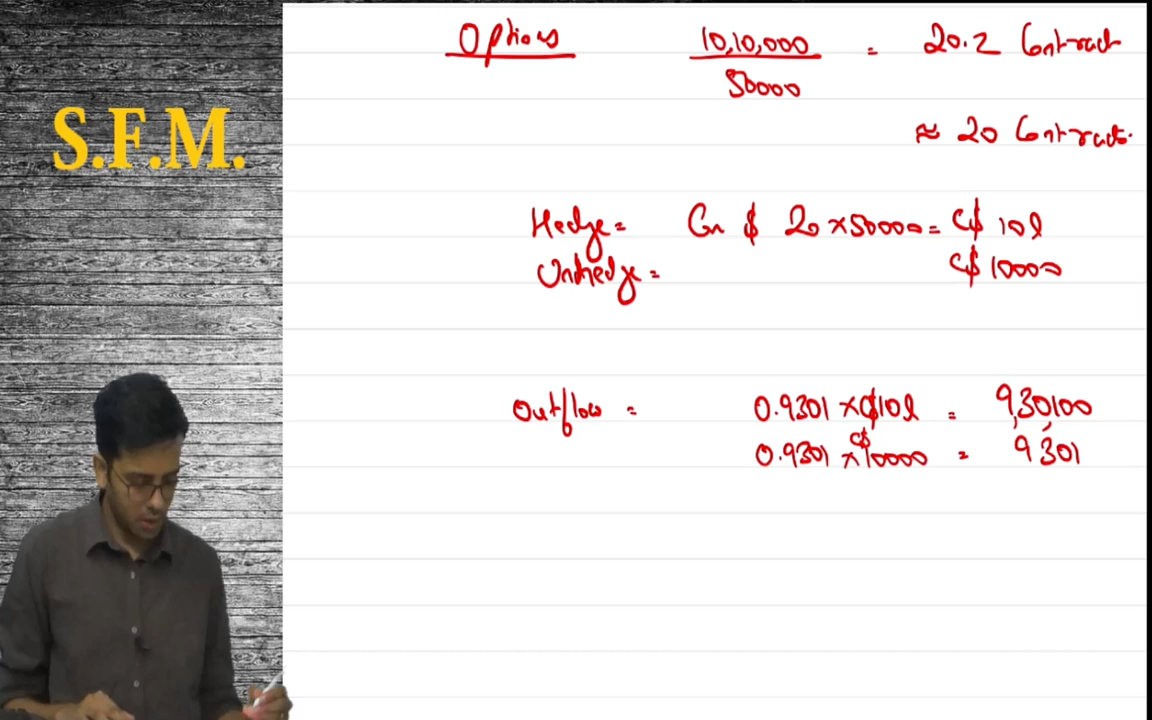 S.F.M.
Options 10,10,000 / 50000 = 20.2 Contract
≈ 20 Contract.
Hedge = Cn $ 20 × 50000 = C$ 10l
Unhedge = C$ 10000
Outflow = 0.9301 × C$10l = 9,30,100
0.9301 × C$10000 = 9301